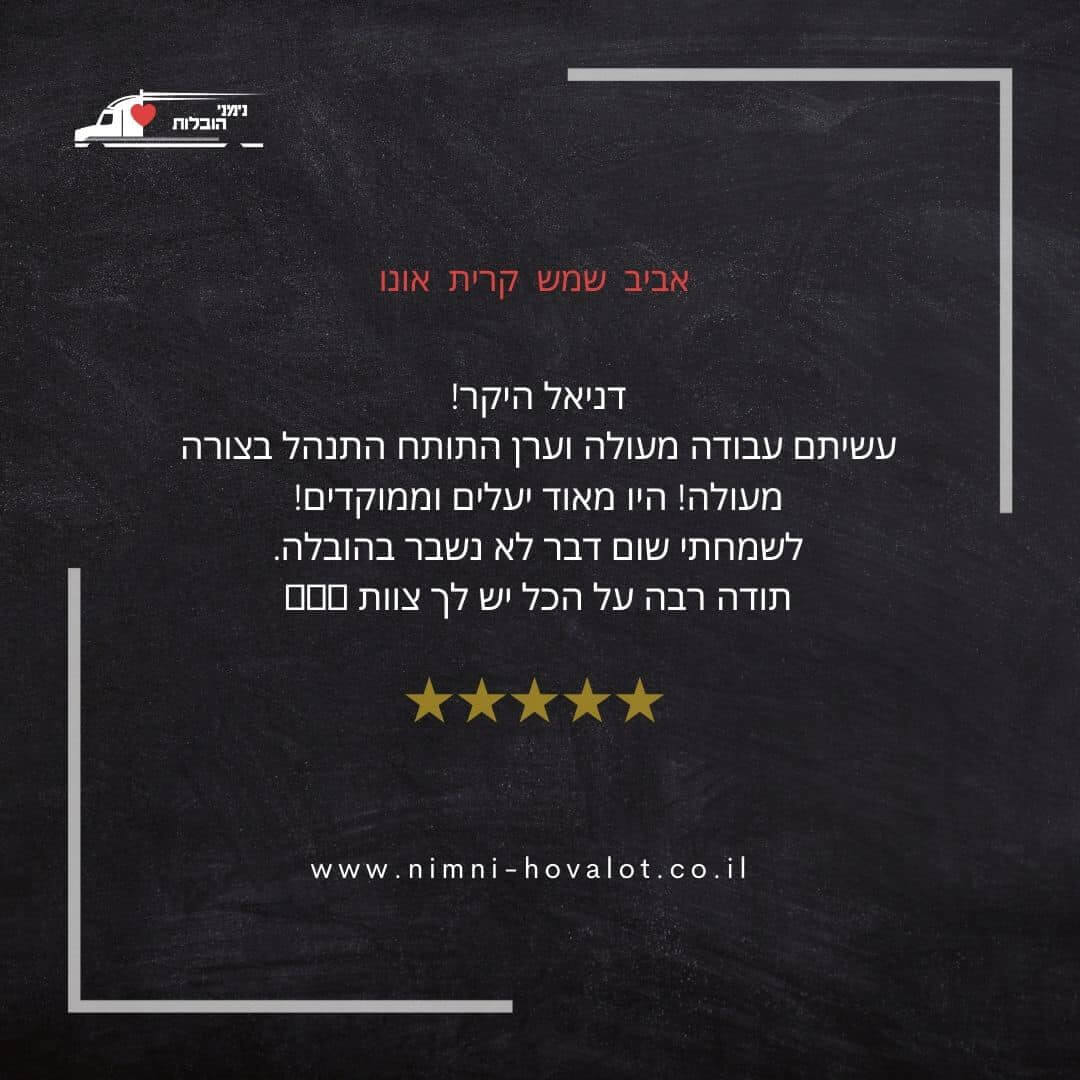 נימני
הובלות
אביב שמש קרית אונו
דניאל היקר!
עשיתם עבודה מעולה וערן התותח התנהל בצורה
מעולה! היו מאוד יעלים וממוקדים!
לשמחתי שום דבר לא נשבר בהובלה.
תודה רבה על הכל יש לך צוות □□□
★★★★★
www.nimni-hovalot.co.il